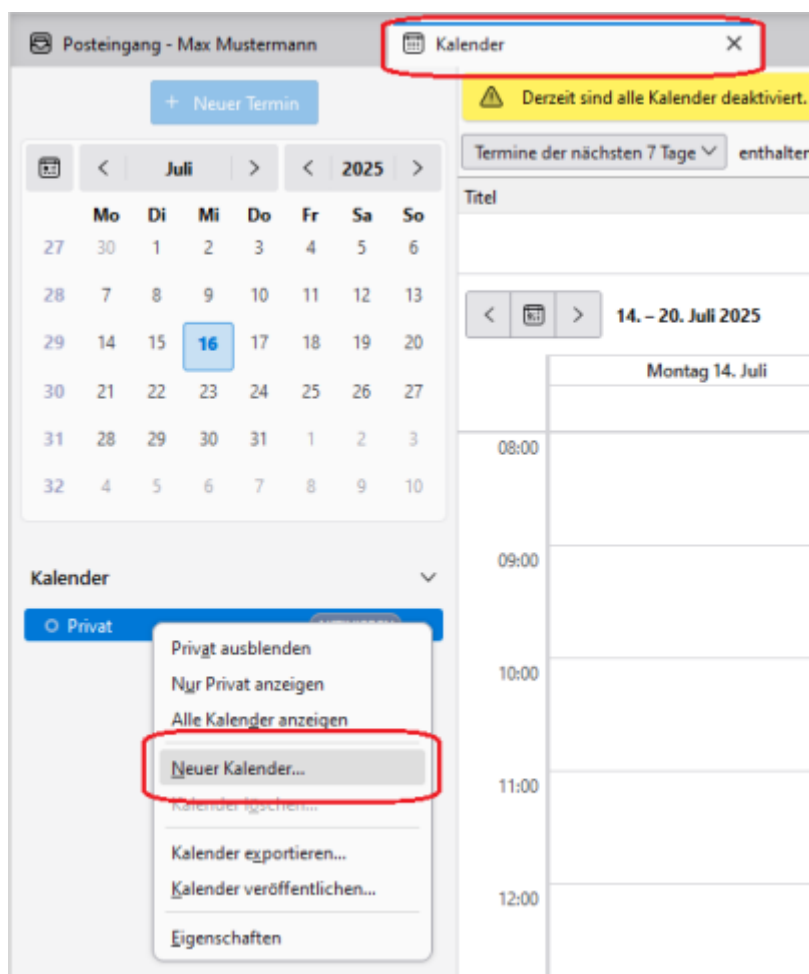 Posteingang - Max Mustermann
Kalender
+ Neuer Termin
Derzeit sind alle Kalender deaktiviert.
Juli 2025
Termine der nächsten 7 Tage enthalten
Titel
Mo Di Mi Do Fr Sa So
27 30 1 2 3 4 5 6
28 7 8 9 10 11 12 13
29 14 15 16 17 18 19 20
30 21 22 23 24 25 26 27
31 28 29 30 31 1 2 3
32 4 5 6 7 8 9 10
14. – 20. Juli 2025
Montag 14. Juli
08:00
09:00
10:00
11:00
12:00
Kalender
Privat
Privat ausblenden
Nur Privat anzeigen
Alle Kalender anzeigen
Neuer Kalender...
Kalender löschen...
Kalender exportieren...
Kalender veröffentlichen...
Eigenschaften